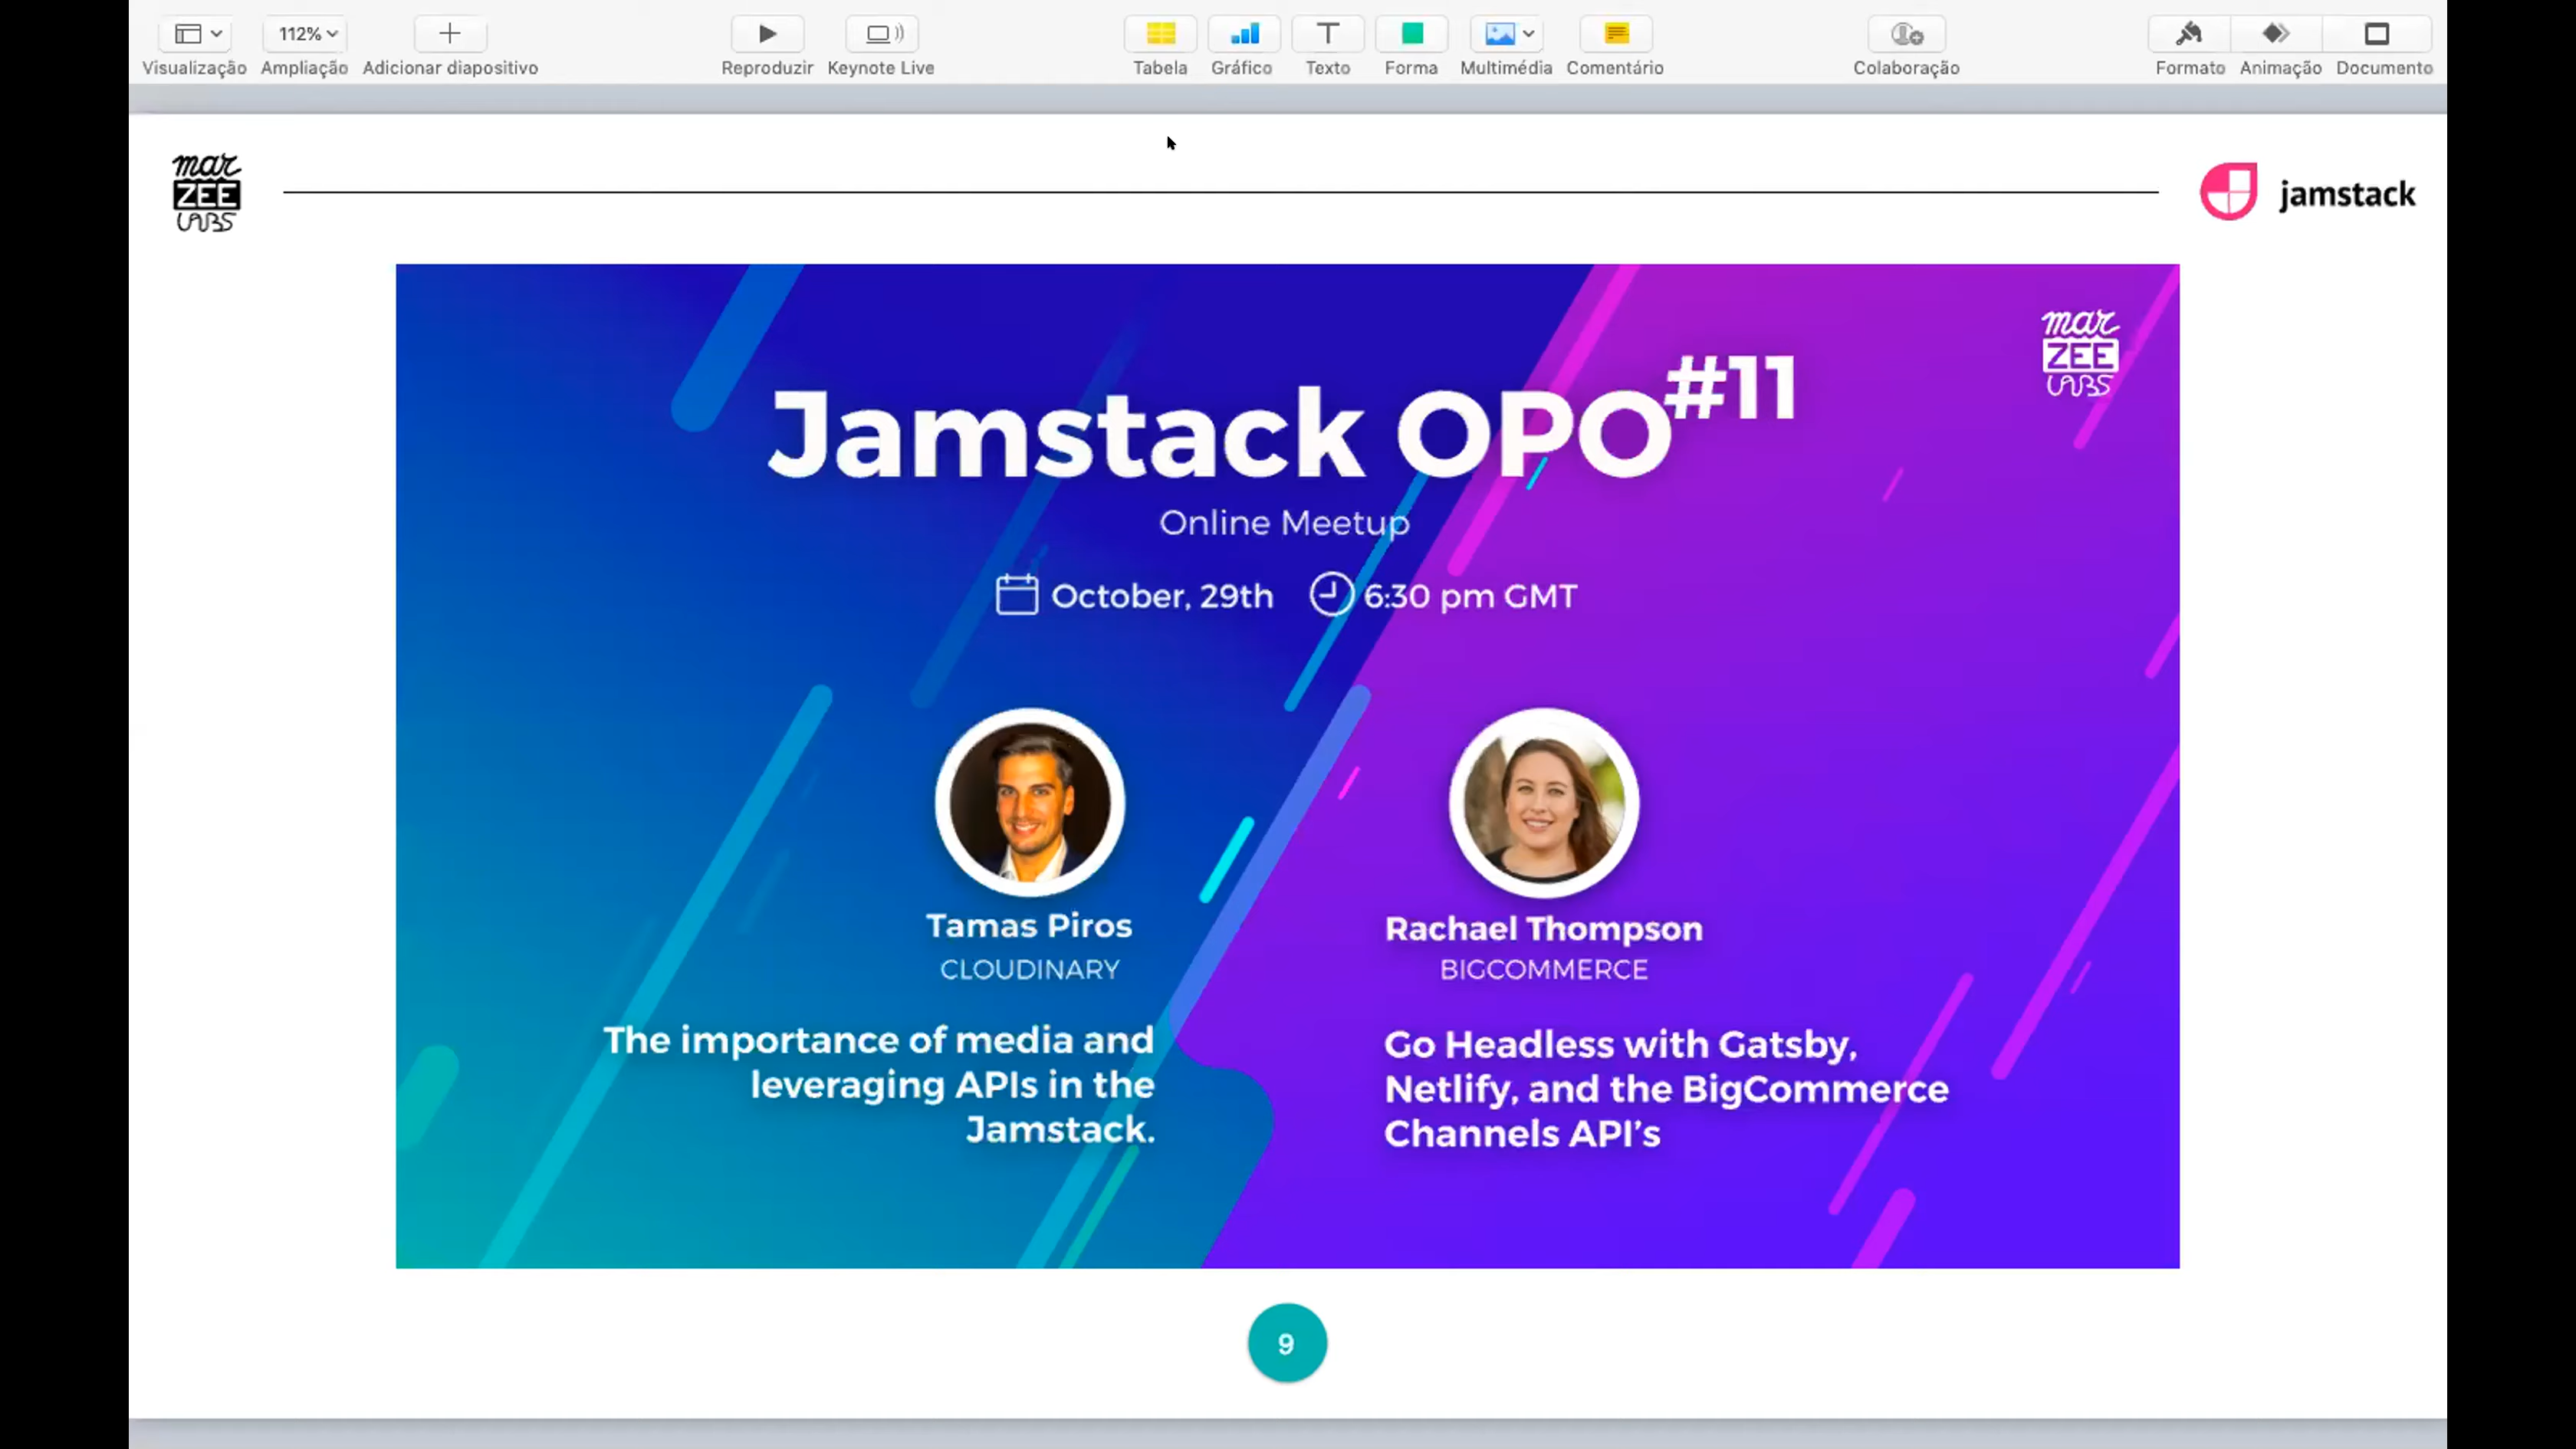 112%
Visualização Ampliação Adicionar diapositivo Reproduzir Keynote Live Tabela Gráfico Texto Forma Multimédia Comentário Colaboração Formato Animação Documento
mar
ZEE
LABS
jamstack
mar
ZEE
LABS
Jamstack OPO #11
Online Meetup
October, 29th 6:30 pm GMT
Tamas Piros
CLOUDINARY
The importance of media and
leveraging APIs in the
Jamstack.
Rachael Thompson
BIGCOMMERCE
Go Headless with Gatsby,
Netlify, and the BigCommerce
Channels API's
9